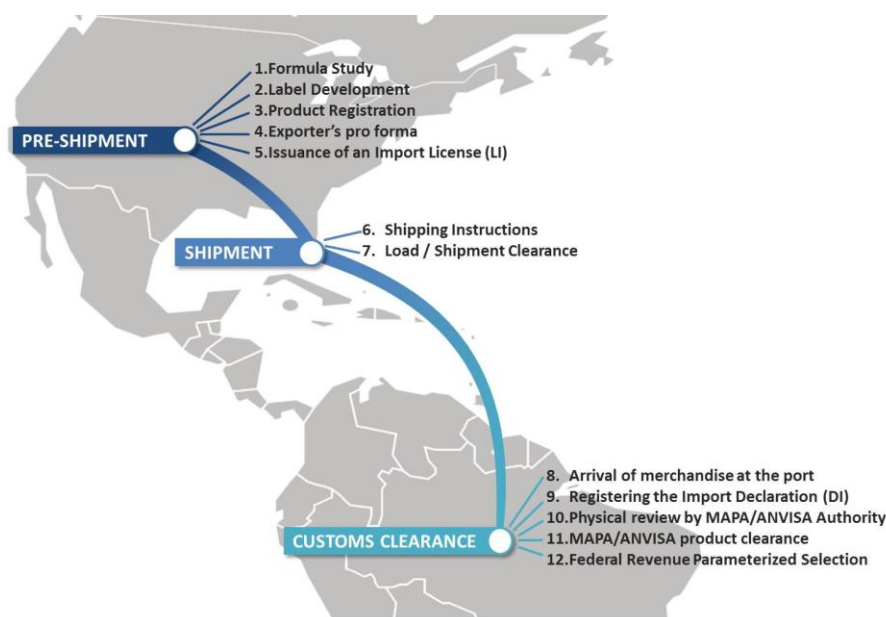 1.Formula Study
2.Label Development
3.Product Registration
4.Exporter's pro forma
5.Issuance of an Import License (LI)
PRE-SHIPMENT
6. Shipping Instructions
7. Load / Shipment Clearance
SHIPMENT
8. Arrival of merchandise at the port
9. Registering the Import Declaration (DI)
10.Physical review by MAPA/ANVISA Authority
11.MAPA/ANVISA product clearance
12.Federal Revenue Parameterized Selection
CUSTOMS CLEARANCE